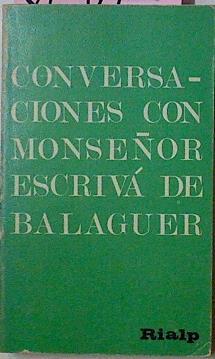 CONVERSA-
CIONES CON
MONSEÑOR
ESCRIVÁ DE
BALAGUER
Rialp